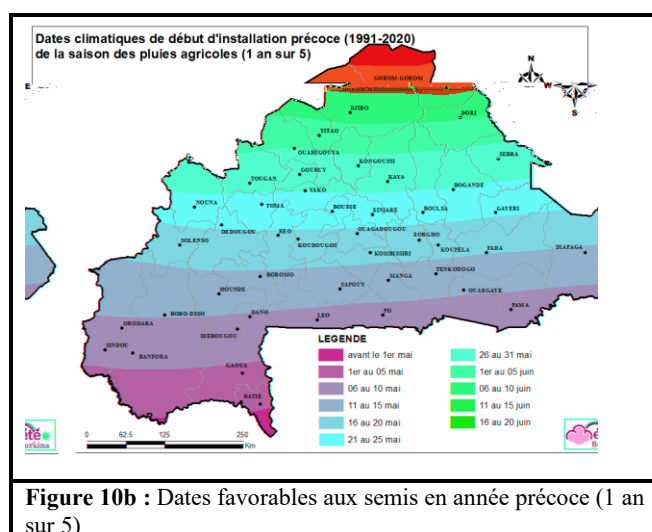 Dates climatiques de début d'installation précoce (1991-2020)
de la saison des pluies agricoles (1 an sur 5)
N
E
W
S
GOROM-GOROM
DJIBO
DORI
TITAO
OUAHIGOUYA
KONGOUSSI
SEBBA
GOURCY
TOUGAN
KAYA
YAKO
BOGANDE
NOUNA
TOMA
BOUSSE
ZINIARE
BOULSA
GAYERI
DEDOUGOU
REO
OUAGADOUGOU
ZORGHO
SOLENSO
KOUDOUGOU
KOMBISSIRI
KOUPELA
FADA
DIAPAGA
BOROMO
TENKODOGO
HOUNDE
SAPOUY
MANGA
OUARGAYE
BOBO-DSSO
DANO
LEO
PO
PAMA
ORODARA
DIEBOUGOU
SINDOU
BANFORA
GAOUA
BATIE
LEGENDE
avant le 1er mai
1er au 05 mai
06 au 10 mai
11 au 15 mai
16 au 20 mai
21 au 25 mai
26 au 31 mai
1er au 05 juin
06 au 10 juin
11 au 15 juin
16 au 20 juin
0 62.5 125 250
Km
été
urkina
é
B
Figure 10b : Dates favorables aux semis en année précoce (1 an
sur 5)